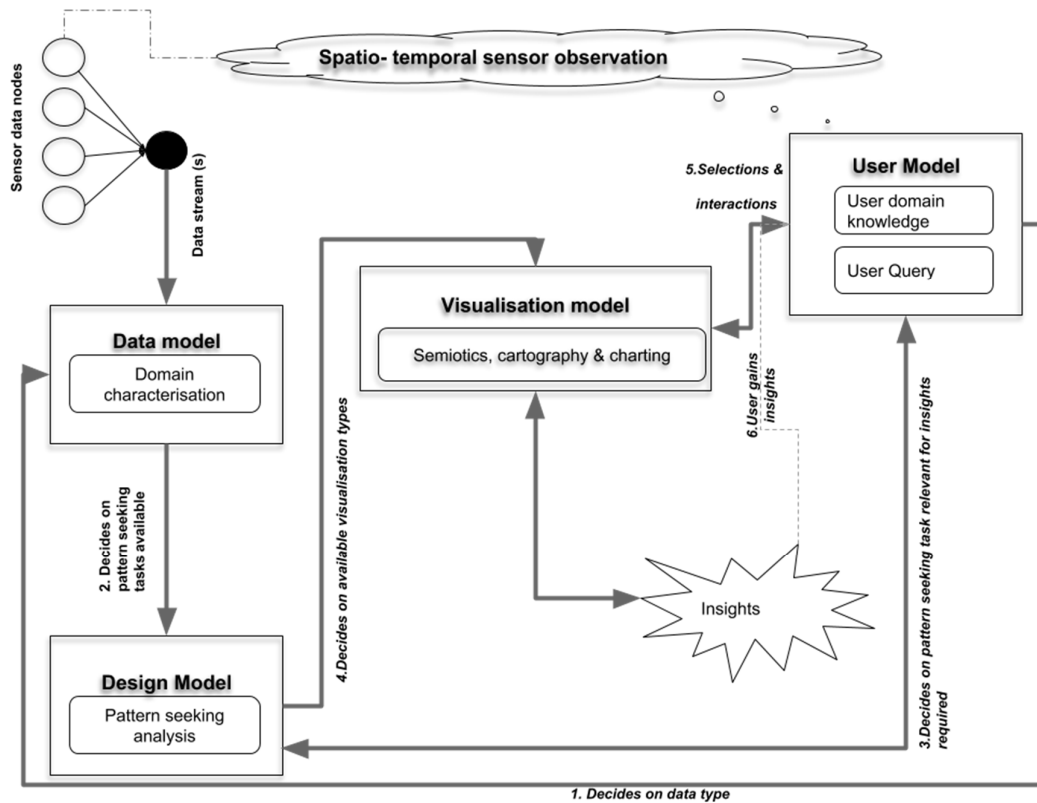 Spatio- temporal sensor observation
Sensor data nodes
Data stream (s)
User Model
User domain
knowledge
User Query
5.Selections &
interactions
Visualisation model
Semiotics, cartography & charting
Data model
Domain
characterisation
6.User gains
insights
4.Decides on available visualisation types
3.Decides on pattern seeking task relevant for insights
required
2. Decides on
pattern seeking
tasks available
Insights
Design Model
Pattern seeking
analysis
1. Decides on data type